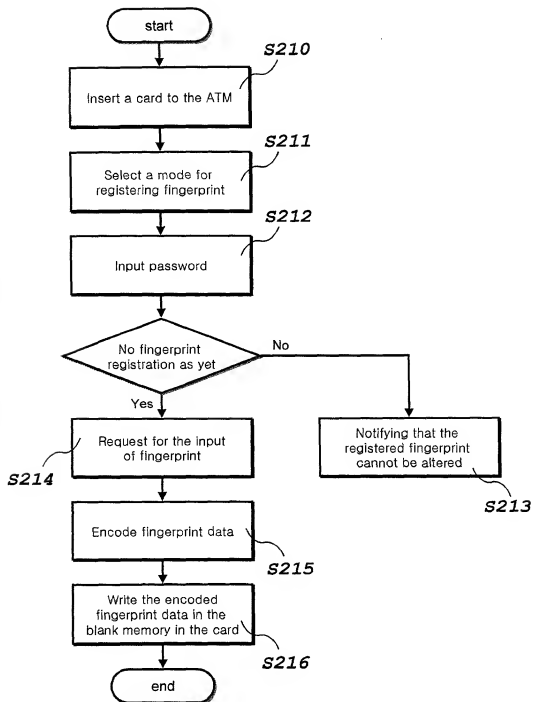 start
S210
Insert a card to the ATM
S211
Select a mode for
registering fingerprint
S212
Input password
No fingerprint
registration as yet
No
Yes
Request for the input
of fingerprint
S214
Notifying that the
registered fingerprint
cannot be altered
S213
Encode fingerprint data
S215
Write the encoded
fingerprint data in the
blank memory in the card
S216
end